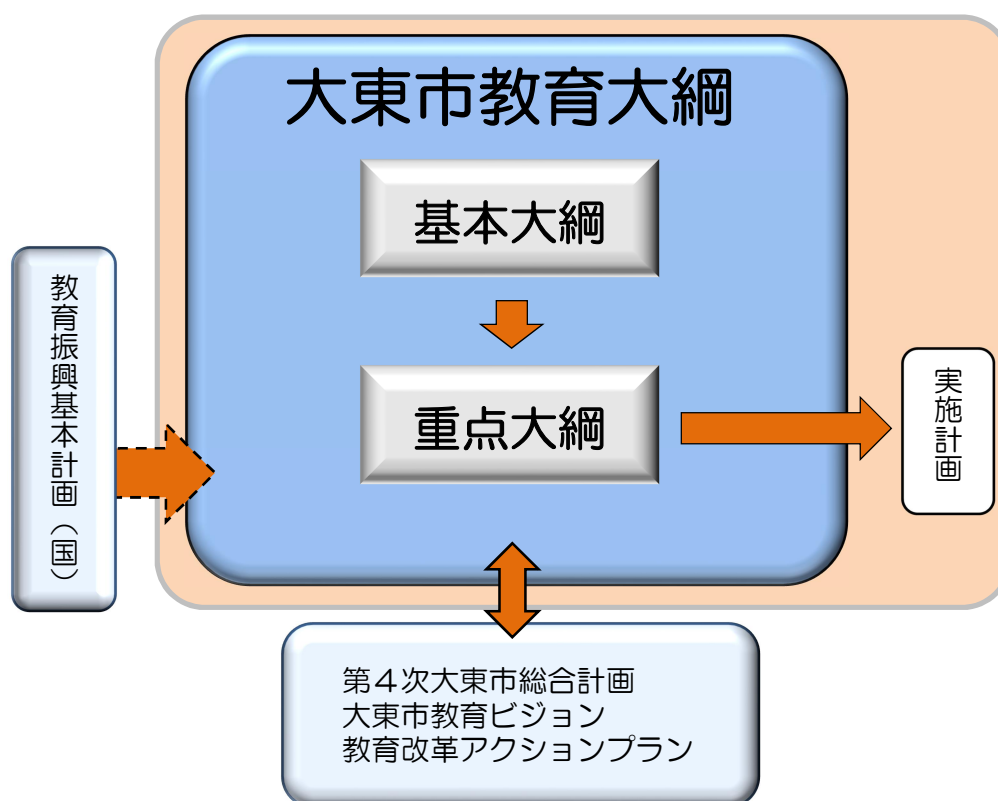 大東市教育大綱
基本大綱
重点大綱
教育振興基本計画（国）
実施計画
第４次大東市総合計画
大東市教育ビジョン
教育改革アクションプラン